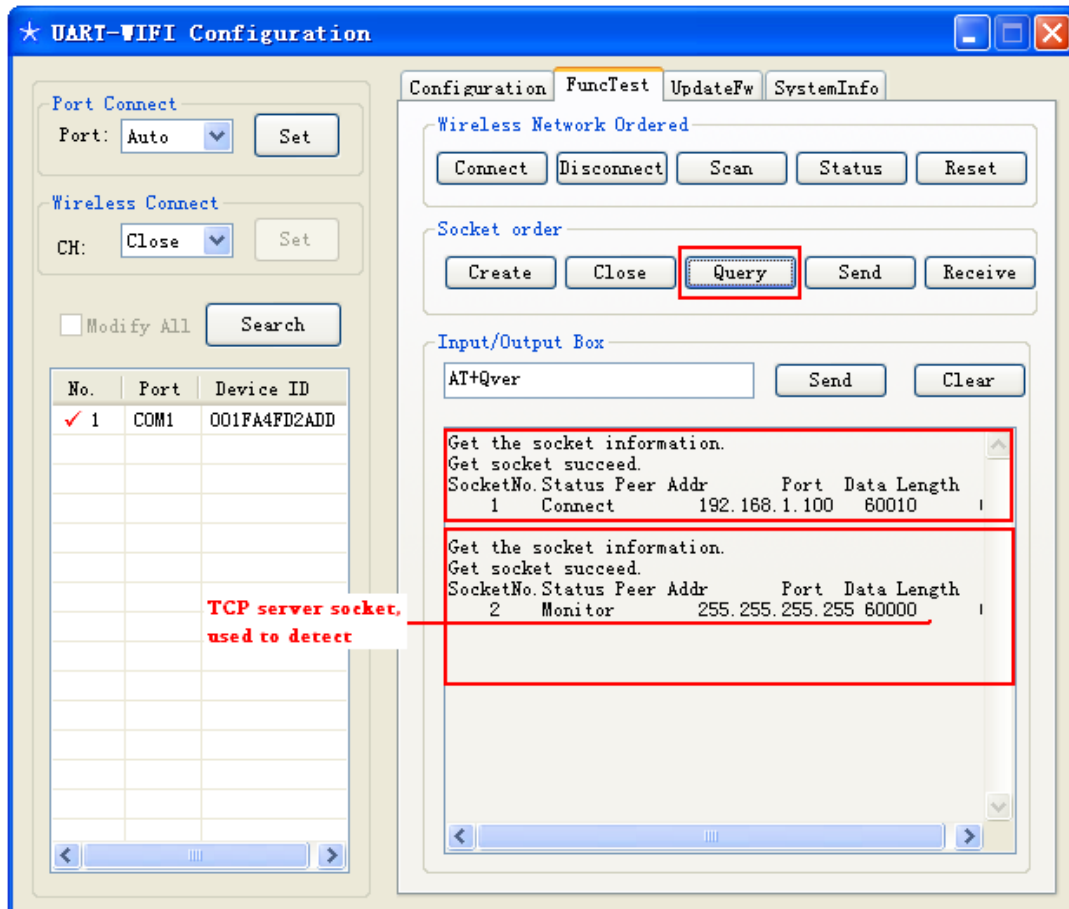 UART-WIFI Configuration
Port Connect
Port: Auto Set
Wireless Connect
CH: Close Set
Modify All Search
No. Port Device ID
1 COM1 001FA4FD2ADD
Configuration FuncTest UpdateFw SystemInfo
Wireless Network Ordered
Connect Disconnect Scan Status Reset
Socket order
Create Close Query Send Receive
Input/Output Box
AT+Qver Send Clear
Get the socket information.
Get socket succeed.
SocketNo. Status Peer Addr Port Data Length
1 Connect 192.168.1.100 60010
Get the socket information.
Get socket succeed.
SocketNo. Status Peer Addr Port Data Length
2 Monitor 255.255.255.255 60000
TCP server socket,
used to detect